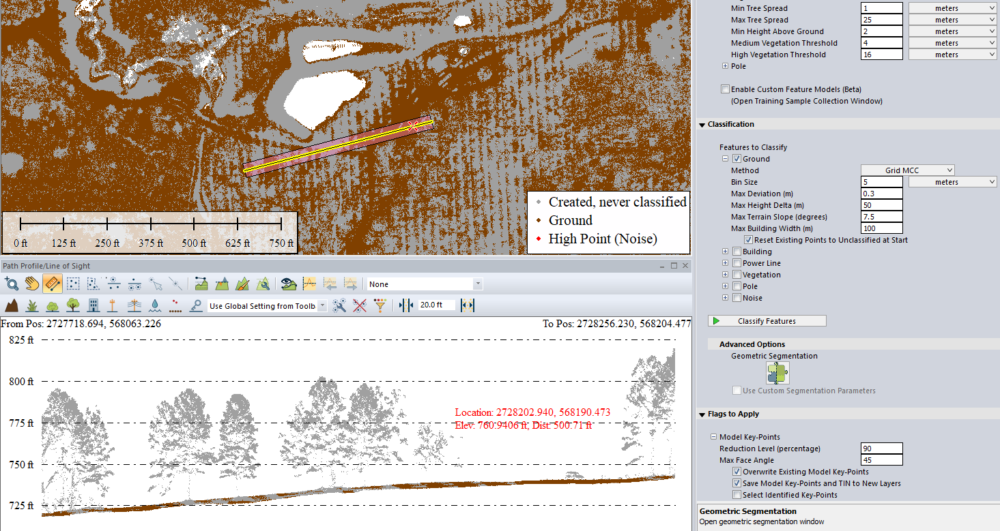 Created, never classified
Ground
High Point (Noise)
0 ft 125 ft 250 ft 375 ft 500 ft 625 ft 750 ft
Path Profile/Line of Sight
None
Use Global Setting from Toolb
20.0 ft
From Pos: 2727718.694, 568063.226 To Pos: 2728256.230, 568204.477
825 ft
800 ft
Location: 2728202.940, 568190.473
775 ft
Elev: 760.9406 ft, Dist: 500.71 ft
750 ft
725 ft
Min Tree Spread 1 meters
Max Tree Spread 25 meters
Min Height Above Ground 2 meters
Medium Vegetation Threshold 4 meters
High Vegetation Threshold 16 meters
Pole
Enable Custom Feature Models (Beta)
(Open Training Sample Collection Window)
Classification
Features to Classify
Ground
Method Grid MCC
Bin Size 5 meters
Max Deviation (m) 0.3
Max Height Delta (m) 50
Max Terrain Slope (degrees) 7.5
Max Building Width (m) 100
Reset Existing Points to Unclassified at Start
Building
Power Line
Vegetation
Pole
Noise
Classify Features
Advanced Options
Geometric Segmentation
Use Custom Segmentation Parameters
Flags to Apply
Model Key-Points
Reduction Level (percentage) 90
Max Face Angle 45
Overwrite Existing Model Key-Points
Save Model Key-Points and TIN to New Layers
Select Identified Key-Points
Geometric Segmentation
Open geometric segmentation window